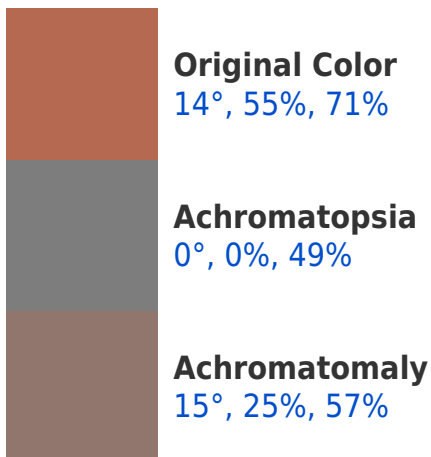 Original Color
14°, 55%, 71%
Achromatopsia
0°, 0%, 49%
Achromatomaly
15°, 25%, 57%